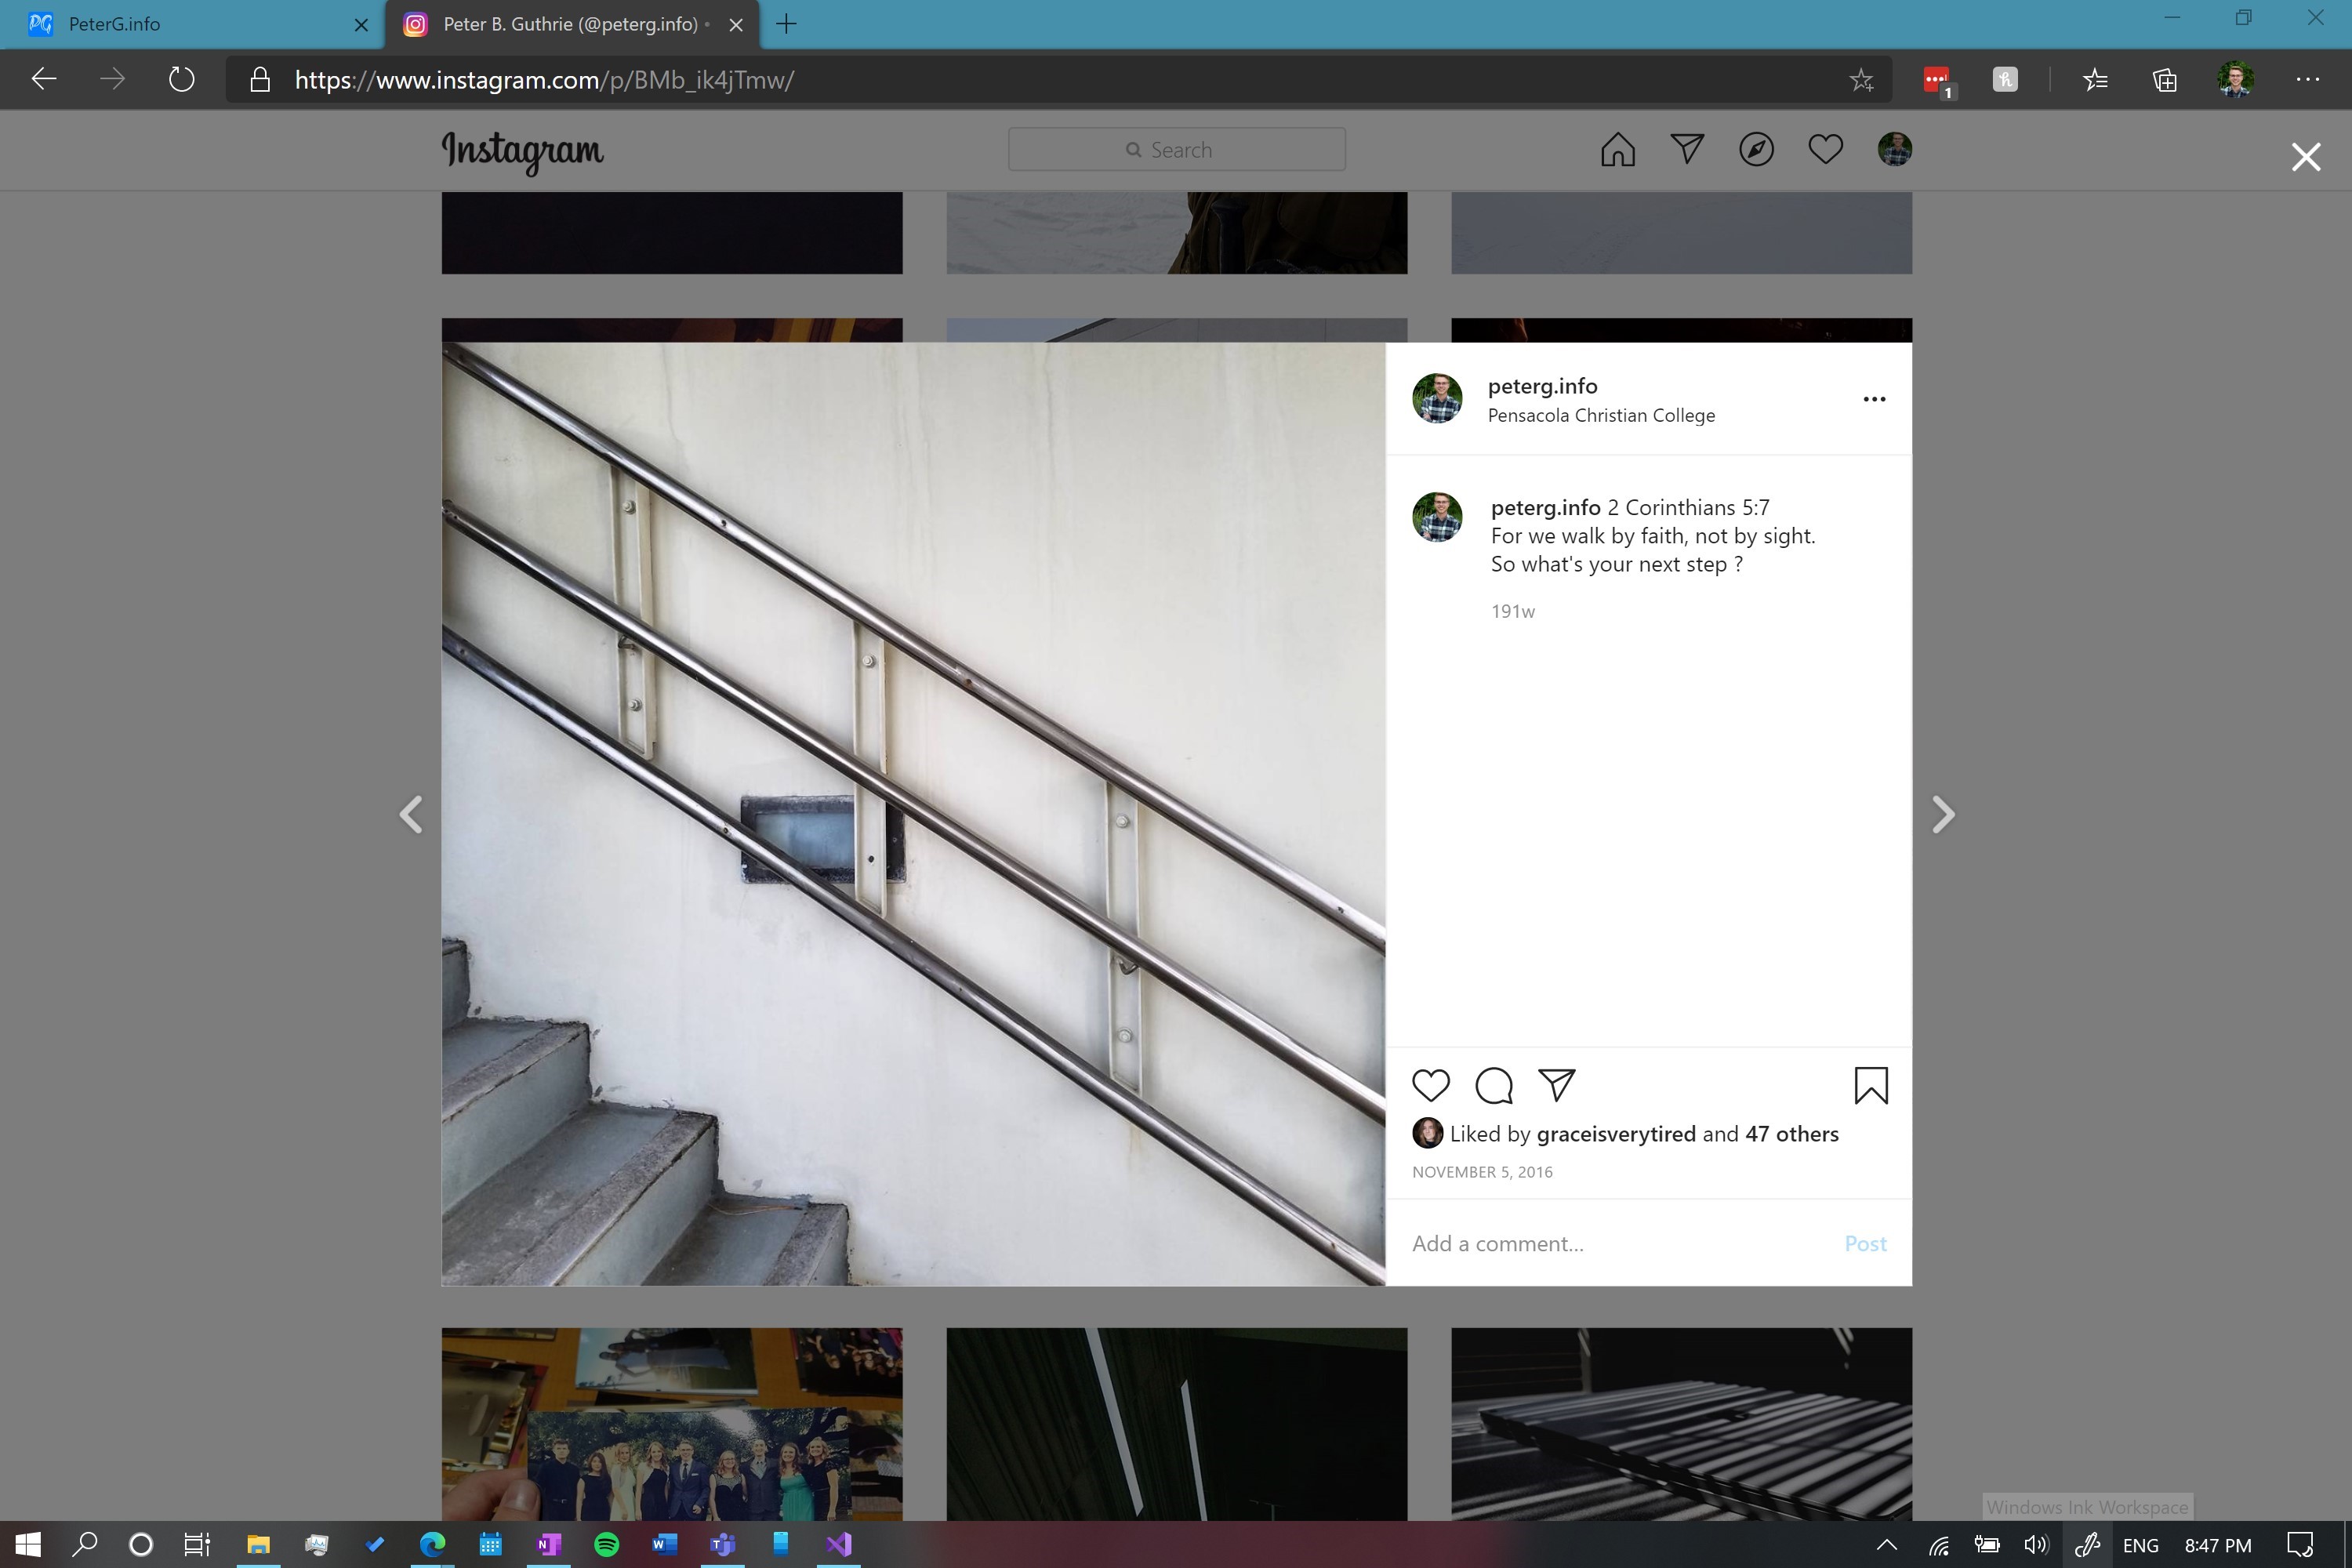 PeterG.info
Peter B. Guthrie (@peterg.info) •
https://www.instagram.com/p/BMb_ik4jTmw/
1
Instagram
Search
peterg.info
Pensacola Christian College
peterg.info 2 Corinthians 5:7
For we walk by faith, not by sight.
So what's your next step ?
191w
Liked by graceisverytired and 47 others
NOVEMBER 5, 2016
Add a comment...
Post
Windows Ink Workspace
ENG
8:47 PM